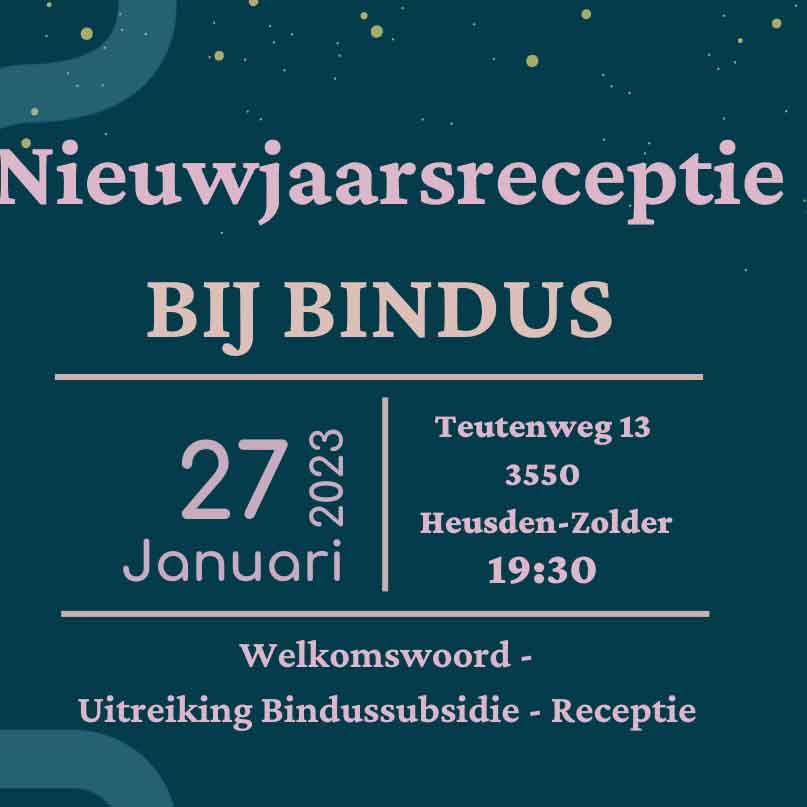 Nieuwjaarsreceptie
BIJ BINDUS
27
2023
Januari
Teutenweg 13
3550
Heusden-Zolder
19:30
Welkomswoord -
Uitreiking Bindussubsidie - Receptie